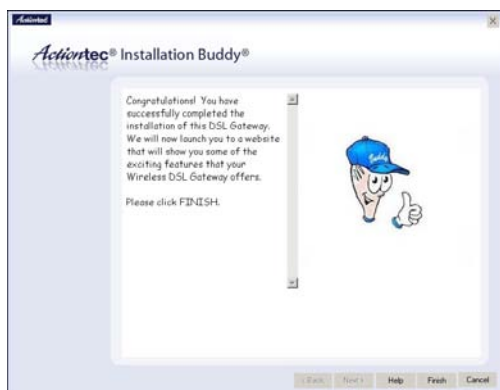 Actiontec
Actiontec® Installation Buddy®
Congratulations! You have
successfully completed the
installation of this DSL Gateway.
We will now launch you to a website
that will show you some of the
exciting features that your
Wireless DSL Gateway offers.
Please click FINISH.
Buddy
< Back Next > Help Finish Cancel